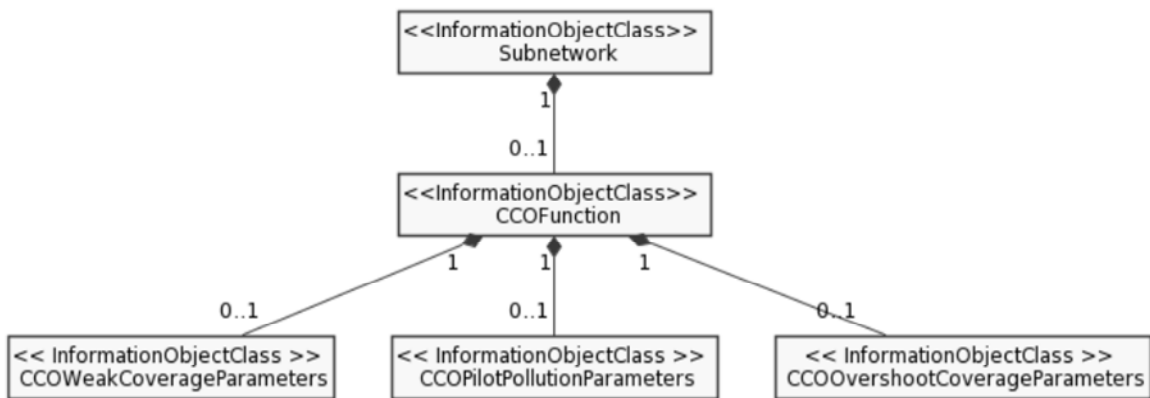 <<InformationObjectClass>>
Subnetwork
1
0..1
<<InformationObjectClass>>
CCOFunction
1
1
1
0..1
0..1
0..1
<< InformationObjectClass >>
CCOWeakCoverageParameters
<< InformationObjectClass >>
CCOPilotPollutionParameters
<< InformationObjectClass >>
CCOOvershootCoverageParameters